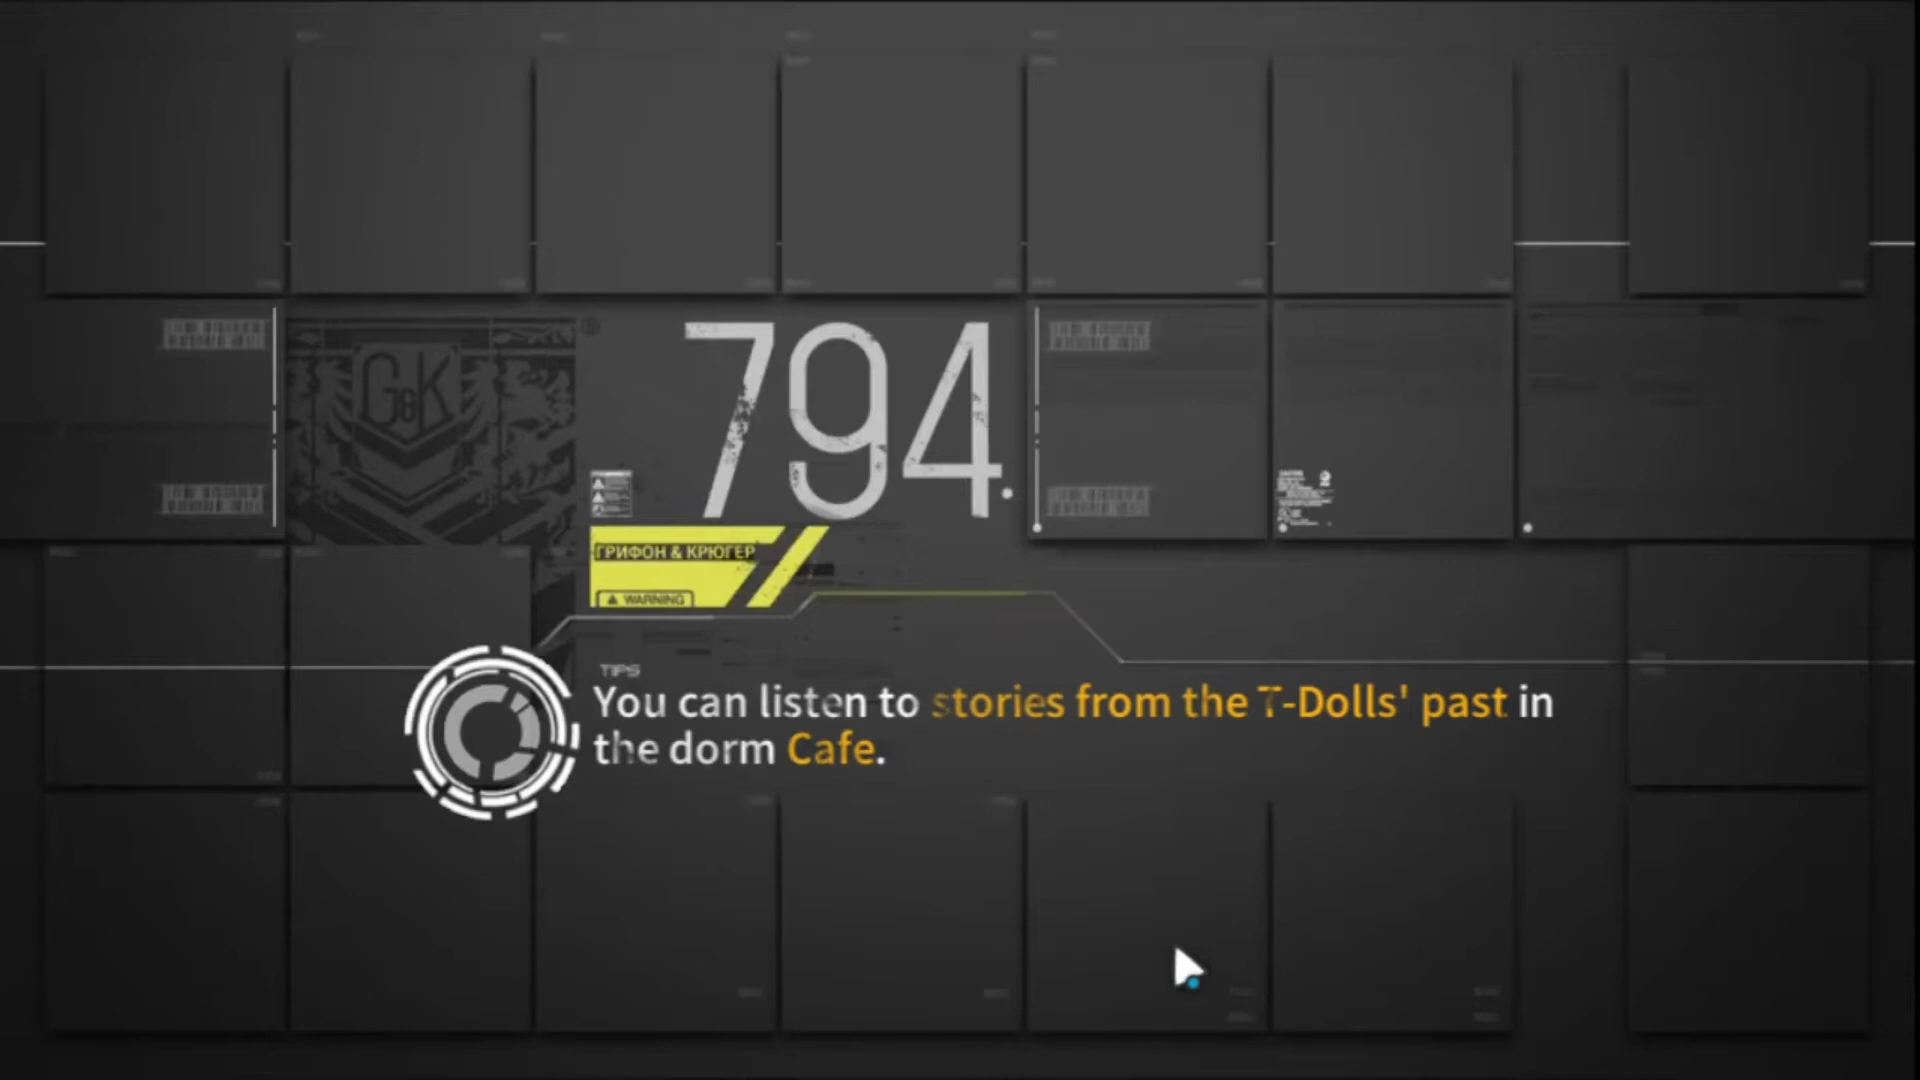 G&K
794.
ГРИФОН & КРЮГЕР
WARNING
TIPS
You can listen to stories from the T-Dolls' past in
the dorm Cafe.